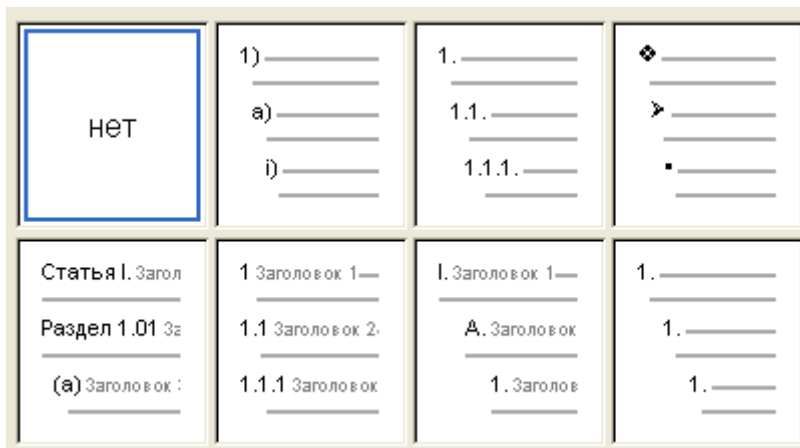 нет
1)
a)
i)
1.
1.1.
1.1.1.
Статья I. Загол
Раздел 1.01 За
(a) Заголовок
1 Заголовок 1
1.1 Заголовок 2
1.1.1 Заголовок
I. Заголовок 1
A. Заголовок
1. Заголов
1.
1.
1.